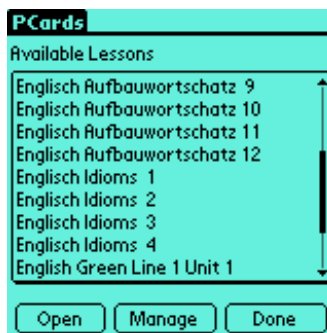 PCards
Available Lessons
Englisch Aufbauwortschatz 9
Englisch Aufbauwortschatz 10
Englisch Aufbauwortschatz 11
Englisch Aufbauwortschatz 12
Englisch Idioms 1
Englisch Idioms 2
Englisch Idioms 3
Englisch Idioms 4
English Green Line 1 Unit 1
Open Manage Done